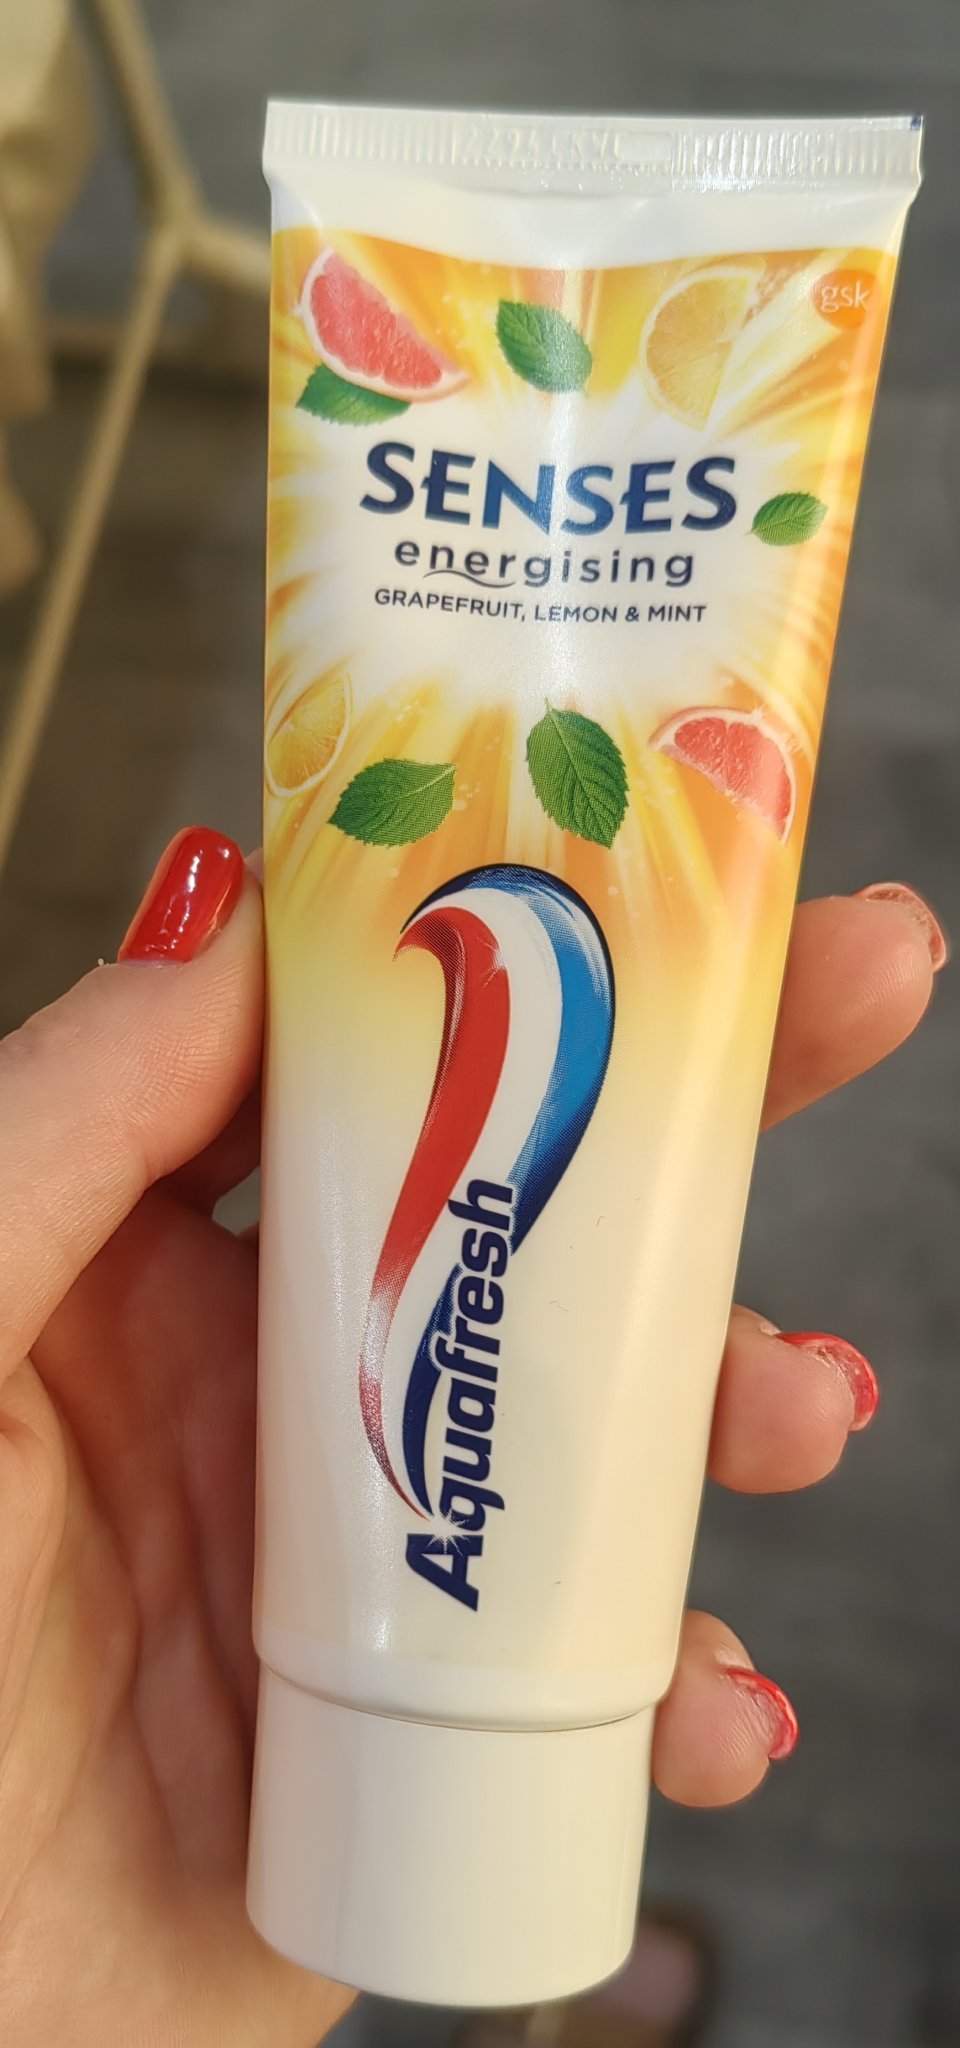 gsk
SENSES
energising
GRAPEFRUIT, LEMON & MINT
Aquafresh